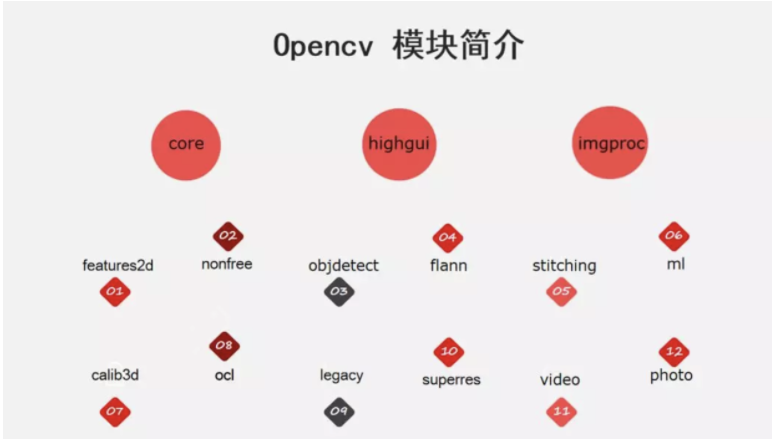 Opencv 模块简介
core
highgui
imgproc
01
features2d
02
nonfree
03
objdetect
04
flann
05
stitching
06
ml
07
calib3d
08
ocl
09
legacy
10
superres
11
video
12
photo